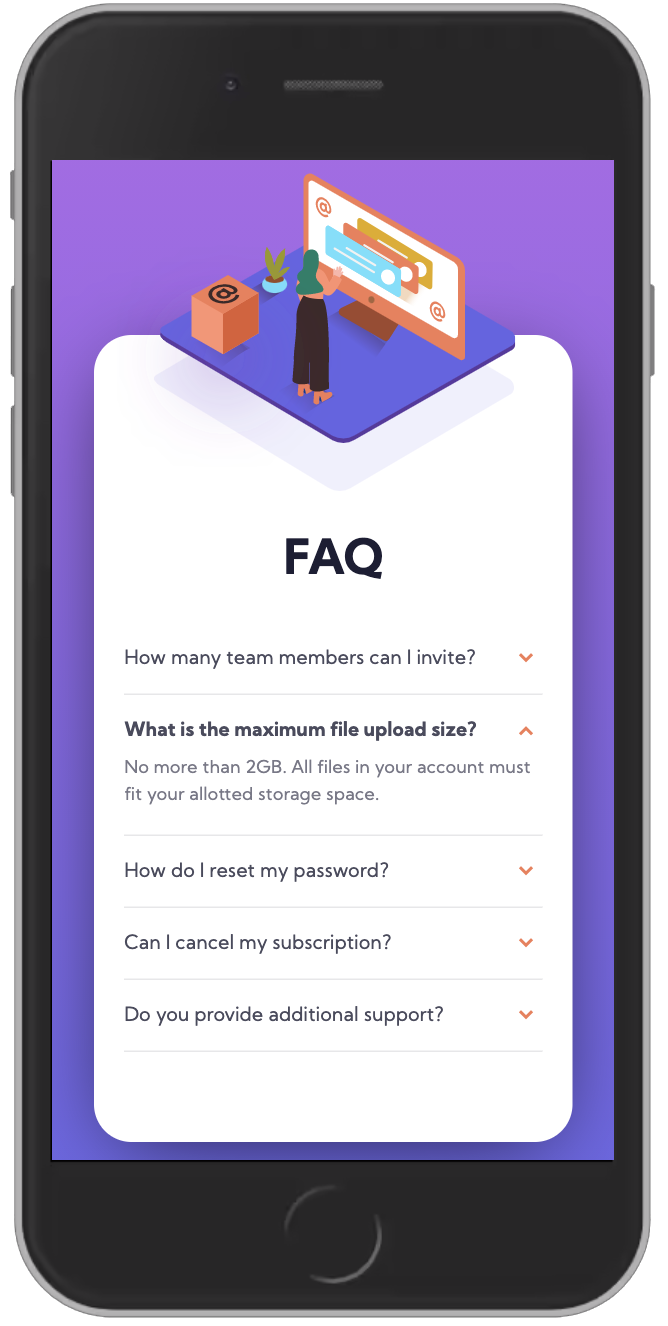 @
@
@
FAQ
How many team members can I invite?
What is the maximum file upload size?
No more than 2GB. All files in your account must
fit your allotted storage space.
How do I reset my password?
Can I cancel my subscription?
Do you provide additional support?